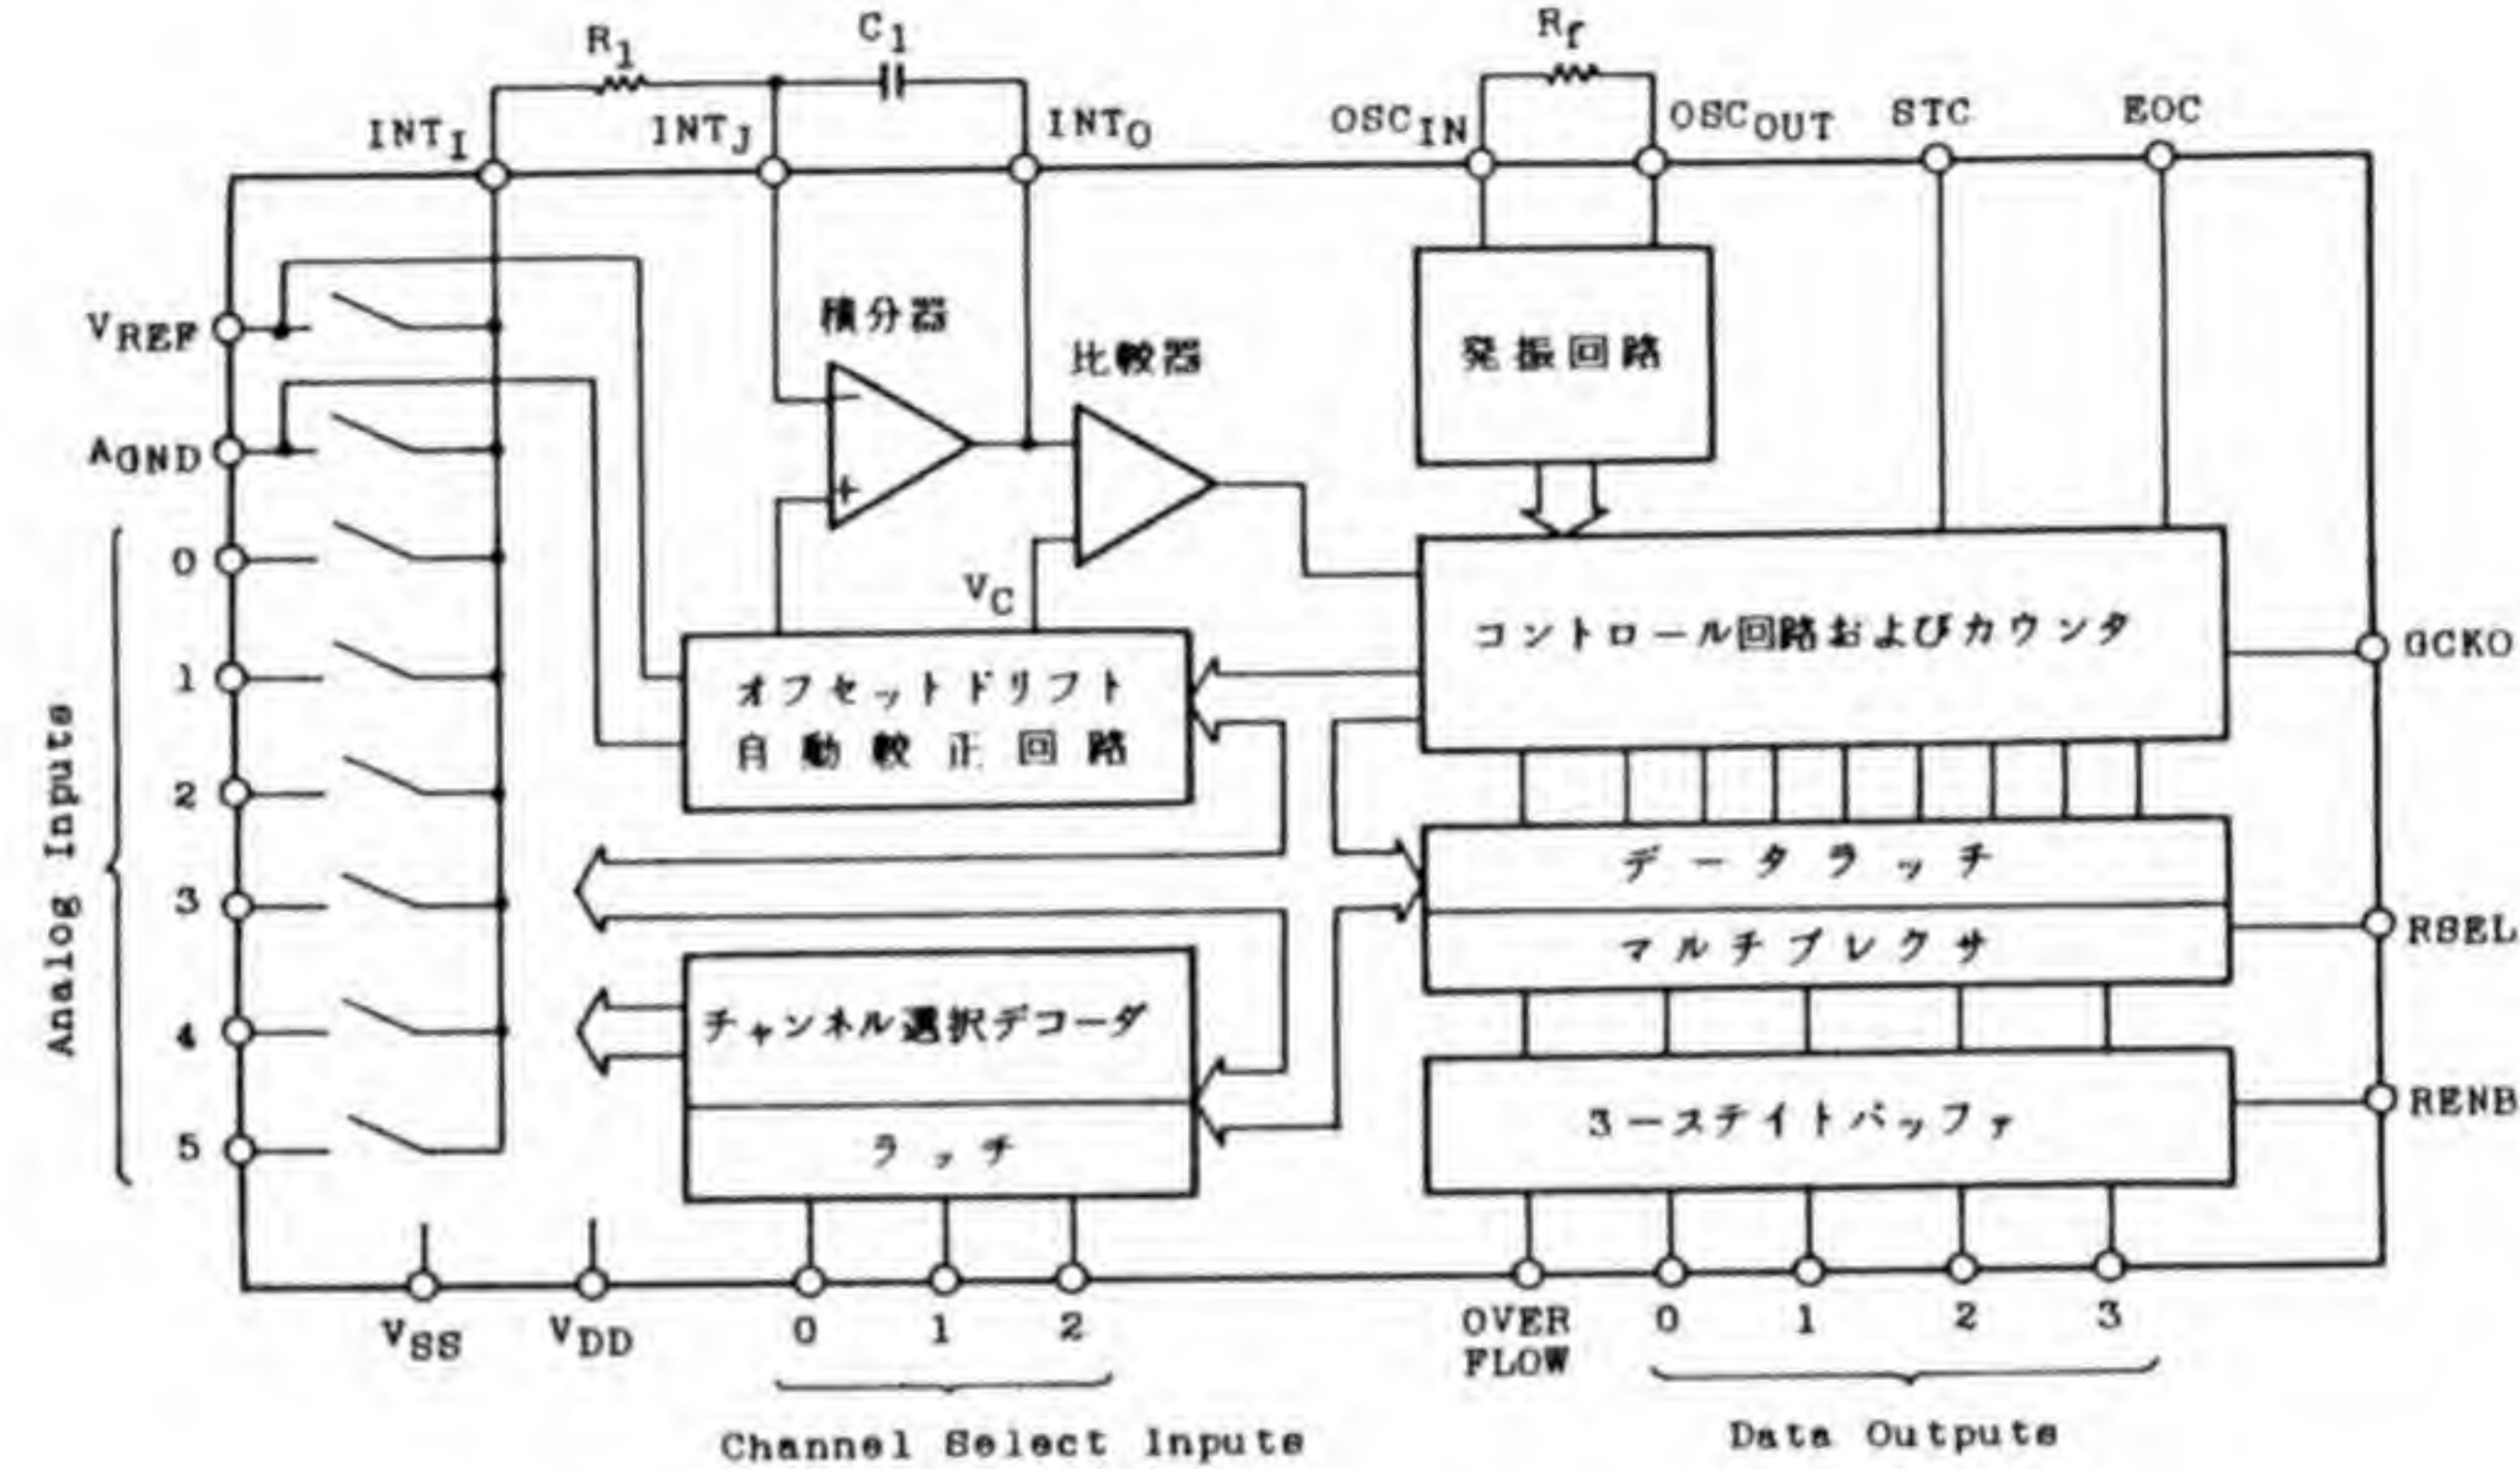 R1
C1
Rf
INTI
INTJ
INTO
OSCIN
OSCOUT
STC
EOC
VREF
AGND
積分器
比較器
発振回路
VC
コントロール回路およびカウンタ
GCKO
オフセットドリフト
自動較正回路
Analog Inputs
0
1
2
3
4
5
データラッチ
マルチプレクサ
RSEL
チャンネル選択デコーダ
ラッチ
3-ステイトバッファ
RENB
VSS
VDD
0
1
2
Channel Select Inputs
OVER
FLOW
0
1
2
3
Data Outputs
−
+